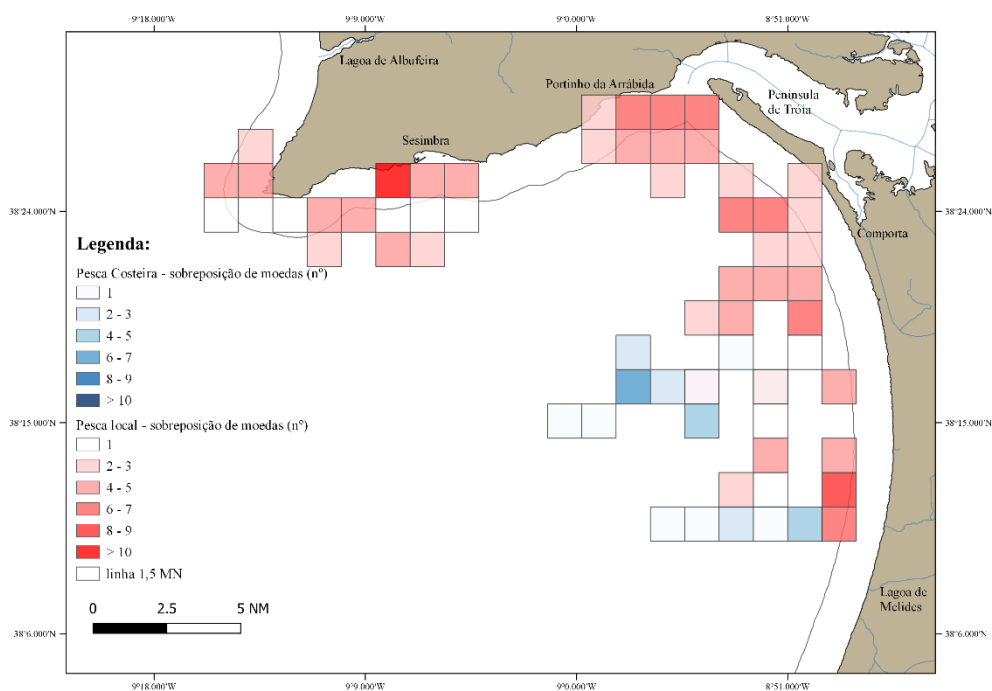 9°18.000'W 9°9.000'W 9°0.000'W 8°51.000'W
Lagoa de Albufeira
Portinho da Arrábida
Península
de Tróia
Sesimbra
38°24.000'N 38°24.000'N
Comporta
Legenda:
Pesca Costeira - sobreposição de moedas (nº)
1
2 - 3
4 - 5
6 - 7
8 - 9
> 10
Pesca local - sobreposição de moedas (nº)
1
2 - 3
4 - 5
6 - 7
8 - 9
> 10
linha 1,5 MN
38°15.000'N 38°15.000'N
0 2.5 5 NM
Lagoa de
Melides
38°6.000'N 38°6.000'N
9°18.000'W 9°9.000'W 9°0.000'W 8°51.000'W